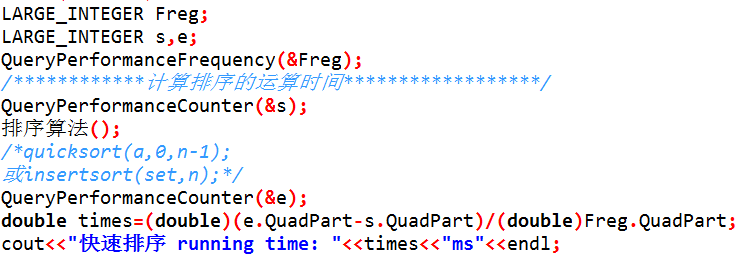 LARGE_INTEGER Freg;
LARGE_INTEGER s,e;
QueryPerformanceFrequency(&Freg);
/************计算排序的运算时间******************/
QueryPerformanceCounter(&s);
排序算法();
/*quicksort(a,0,n-1);
或insertsort(set,n);*/
QueryPerformanceCounter(&e);
double times=(double)(e.QuadPart-s.QuadPart)/(double)Freg.QuadPart;
cout<<"快速排序 running time: "<<times<<"ms"<<endl;